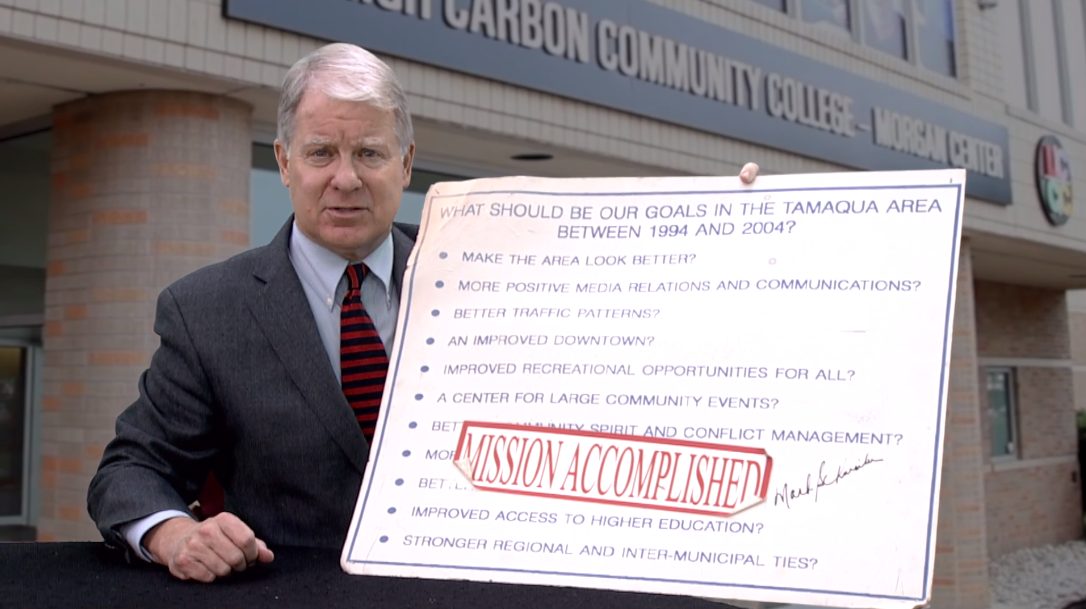 CARBON COMMUNITY COLLEGE – MORGAN CENTER
WHAT SHOULD BE OUR GOALS IN THE TAMAQUA AREA
BETWEEN 1994 AND 2004?
• MAKE THE AREA LOOK BETTER?
• MORE POSITIVE MEDIA RELATIONS AND COMMUNICATIONS?
• BETTER TRAFFIC PATTERNS?
• AN IMPROVED DOWNTOWN?
• IMPROVED RECREATIONAL OPPORTUNITIES FOR ALL?
• A CENTER FOR LARGE COMMUNITY EVENTS?
• SPIRIT AND CONFLICT MANAGEMENT?
MISSION ACCOMPLISHED
• IMPROVED ACCESS TO HIGHER EDUCATION?
• STRONGER REGIONAL AND INTER-MUNICIPAL TIES?